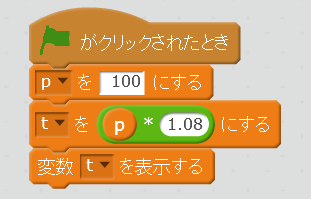 がクリックされたとき
p を 100 にする
t を p * 1.08 にする
変数 t を表示する